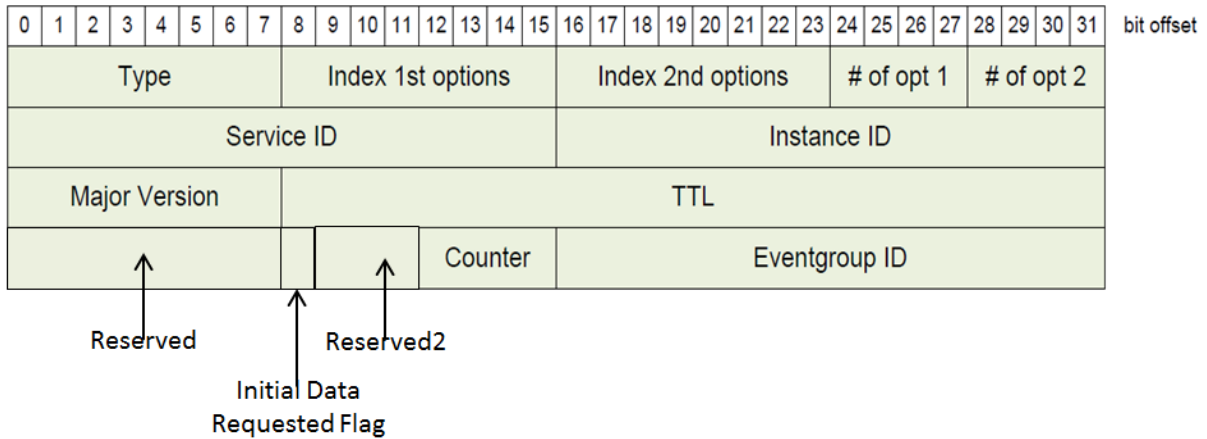 0 1 2 3 4 5 6 7 8 9 10 11 12 13 14 15 16 17 18 19 20 21 22 23 24 25 26 27 28 29 30 31 bit offset
Type Index 1st options Index 2nd options # of opt 1 # of opt 2
Service ID Instance ID
Major Version TTL
Counter Eventgroup ID
Reserved Reserved2
Initial Data
Requested Flag